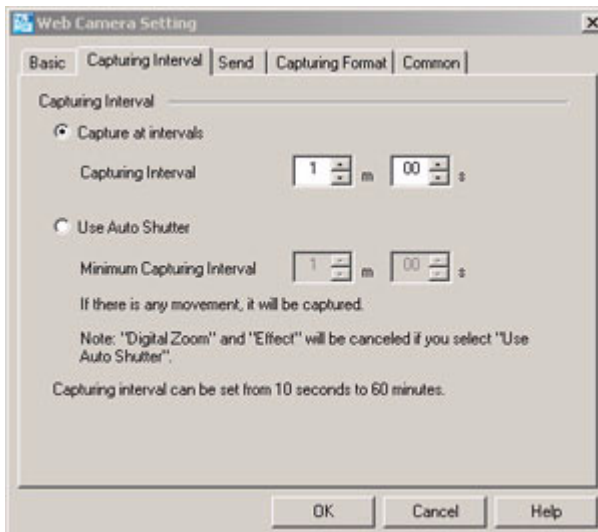 Web Camera Setting
Basic Capturing Interval Send Capturing Format Common
Capturing Interval
Capture at intervals
Capturing Interval 1 m 00 s
Use Auto Shutter
Minimum Capturing Interval 1 m 00 s
If there is any movement, it will be captured.
Note: "Digital Zoom" and "Effect" will be canceled if you select "Use
Auto Shutter".
Capturing interval can be set from 10 seconds to 60 minutes.
OK Cancel Help